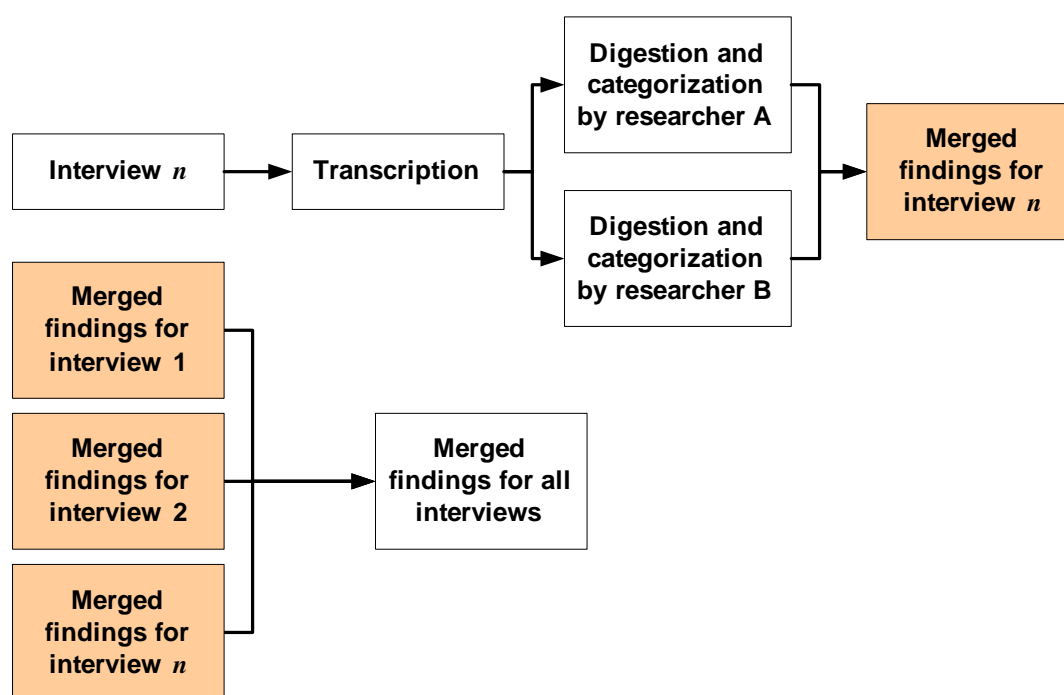 Interview n
Transcription
Digestion and
categorization
by researcher A
Digestion and
categorization
by researcher B
Merged
findings for
interview n
Merged
findings for
interview 1
Merged
findings for
interview 2
Merged
findings for
interview n
Merged
findings for all
interviews